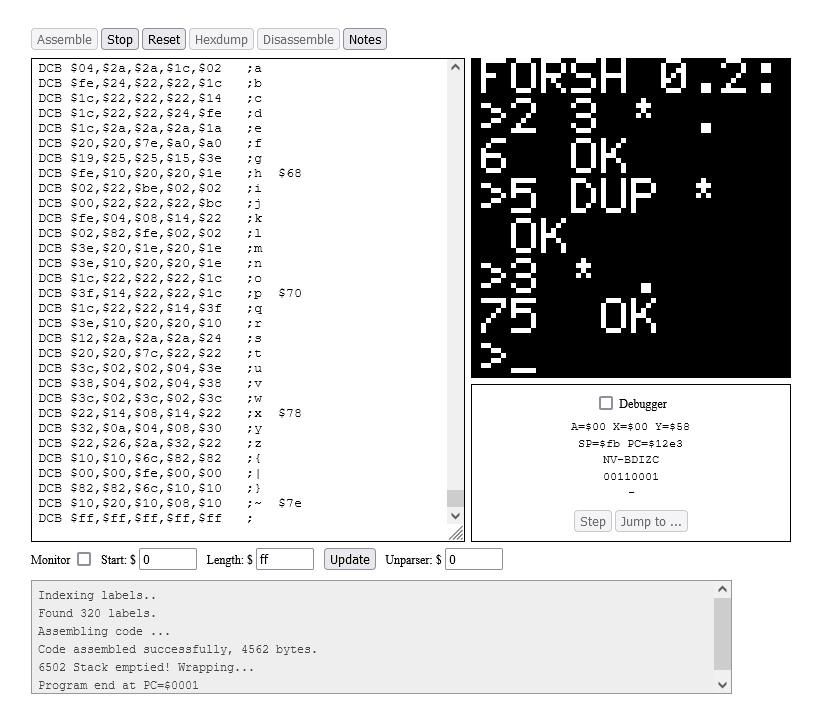 Assemble Stop Reset Hexdump Disassemble Notes
DCB $04,$2a,$2a,$1c,$02 ;a
DCB $fe,$24,$22,$22,$1c ;b
DCB $1c,$22,$22,$22,$14 ;c
DCB $1c,$22,$22,$24,$fe ;d
DCB $1c,$2a,$2a,$2a,$1a ;e
DCB $20,$20,$7e,$a0,$a0 ;f
DCB $19,$25,$25,$15,$3e ;g
DCB $fe,$10,$20,$20,$1e ;h $68
DCB $02,$22,$be,$02,$02 ;i
DCB $00,$22,$22,$22,$bc ;j
DCB $fe,$04,$08,$14,$22 ;k
DCB $02,$82,$fe,$02,$02 ;l
DCB $3e,$20,$1e,$20,$1e ;m
DCB $3e,$10,$20,$20,$1e ;n
DCB $1c,$22,$22,$22,$1c ;o
DCB $3f,$14,$22,$22,$1c ;p $70
DCB $1c,$22,$22,$14,$3f ;q
DCB $3e,$10,$20,$20,$10 ;r
DCB $12,$2a,$2a,$2a,$24 ;s
DCB $20,$20,$7c,$22,$22 ;t
DCB $3c,$02,$02,$04,$3e ;u
DCB $38,$04,$02,$04,$38 ;v
DCB $3c,$02,$3c,$02,$3c ;w
DCB $22,$14,$08,$14,$22 ;x $78
DCB $32,$0a,$04,$08,$30 ;y
DCB $22,$26,$2a,$32,$22 ;z
DCB $10,$10,$6c,$82,$82 ;{
DCB $00,$00,$fe,$00,$00 ;|
DCB $82,$82,$6c,$10,$10 ;}
DCB $10,$20,$10,$08,$10 ;~ $7e
DCB $ff,$ff,$ff,$ff,$ff ;
FORSH 0.2:
>2 3 * .
6 OK
>5 DUP *
OK
>3 * .
75 OK
>_
Debugger
A=$00 X=$00 Y=$58
SP=$fb PC=$12e3
NV-BDIZC
00110001
-
Step Jump to ...
Monitor Start: $ 0 Length: $ ff Update Unparser: $ 0
Indexing labels..
Found 320 labels.
Assembling code ...
Code assembled successfully, 4562 bytes.
6502 Stack emptied! Wrapping...
Program end at PC=$0001